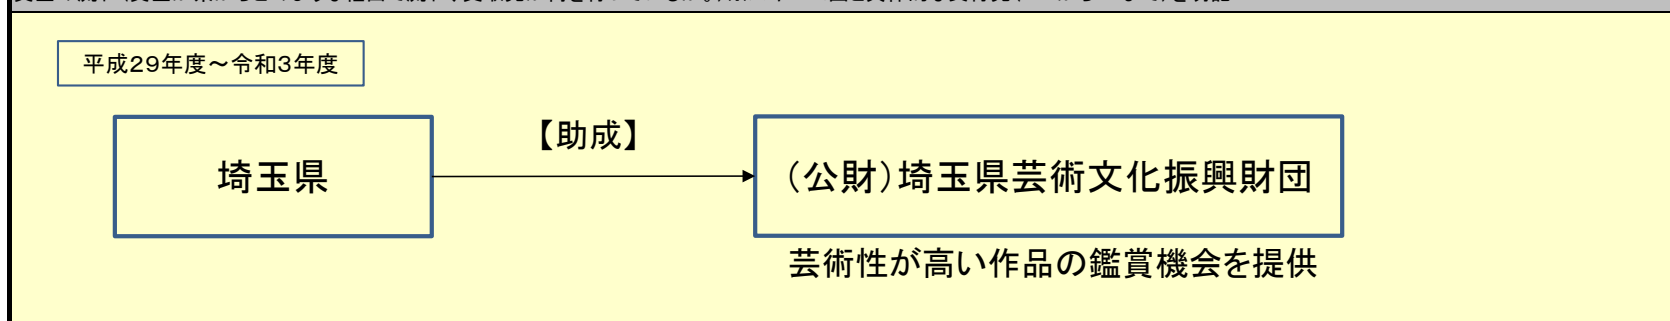 平成29年度～令和3年度
【助成】
埼玉県
（公財）埼玉県芸術文化振興財団
芸術性が高い作品の鑑賞機会を提供